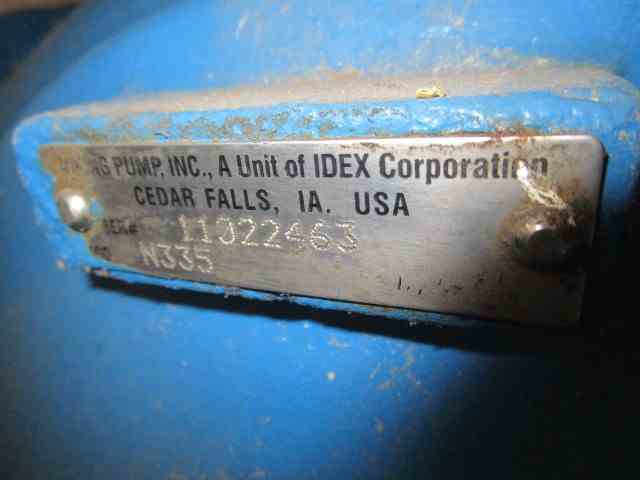 PUMP, INC., A Unit of IDEX Corporation
CEDAR FALLS, IA. USA
11022463
N335